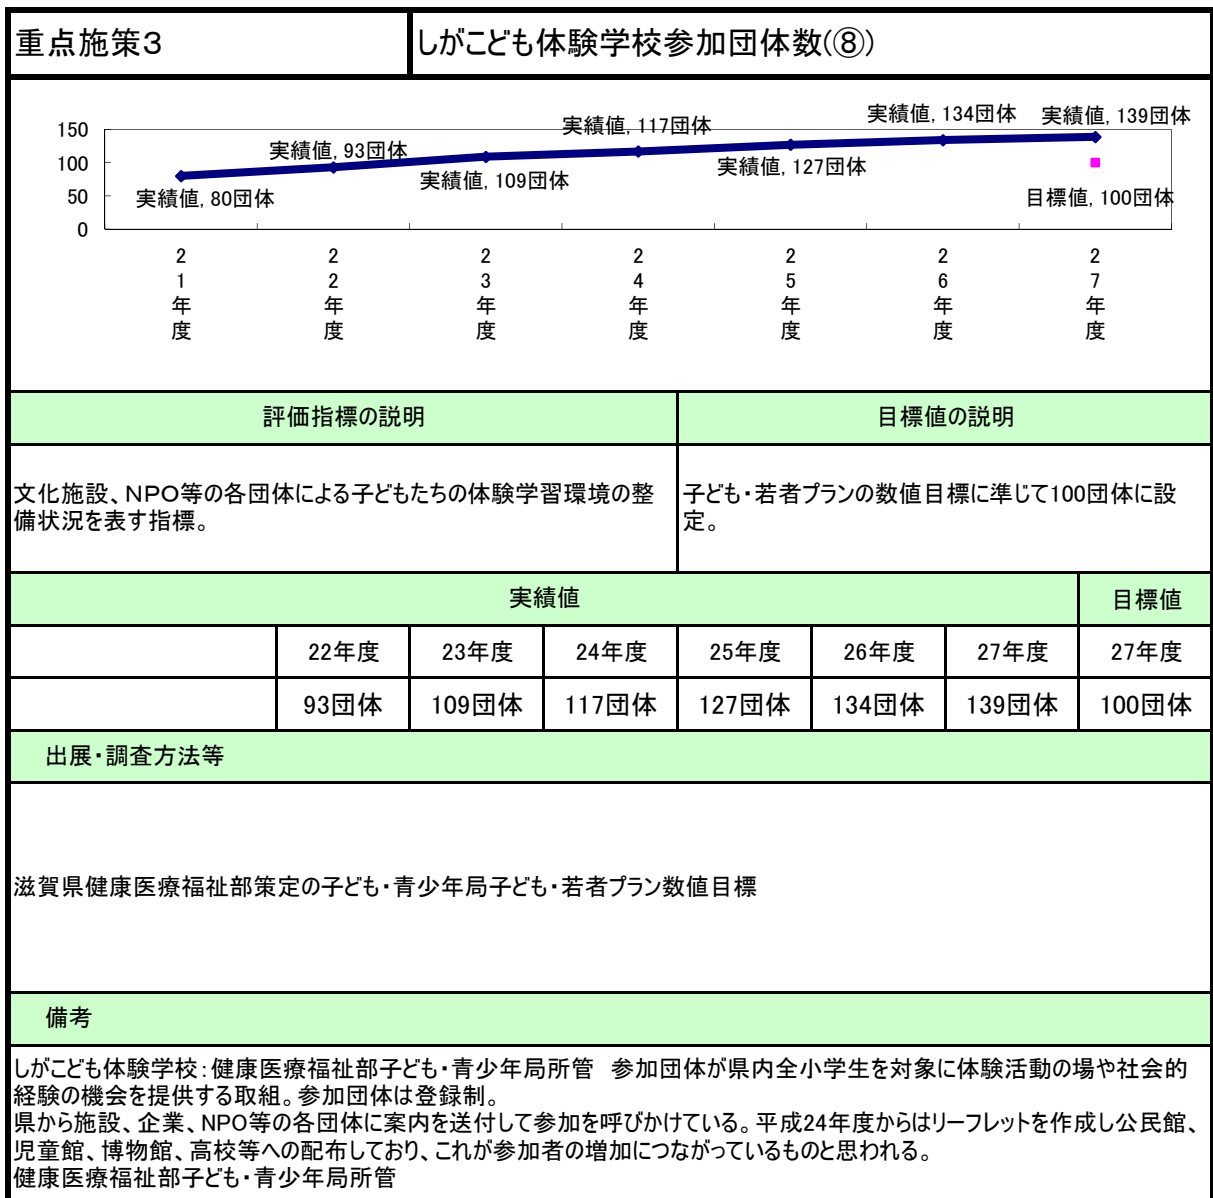 重点施策３
しがこども体験学校参加団体数(⑧)
150
100
50
0
実績値, 80団体
実績値, 93団体
実績値, 109団体
実績値, 117団体
実績値, 127団体
実績値, 134団体
実績値, 139団体
目標値, 100団体
21年度
22年度
23年度
24年度
25年度
26年度
27年度
評価指標の説明
目標値の説明
文化施設、NPO等の各団体による子どもたちの体験学習環境の整
備状況を表す指標。
子ども・若者プランの数値目標に準じて100団体に設
定。
実績値
目標値
22年度 23年度 24年度 25年度 26年度 27年度 27年度
93団体 109団体 117団体 127団体 134団体 139団体 100団体
出展・調査方法等
滋賀県健康医療福祉部策定の子ども・青少年局子ども・若者プラン数値目標
備考
しがこども体験学校：健康医療福祉部子ども・青少年局所管　参加団体が県内全小学生を対象に体験活動の場や社会的
経験の機会を提供する取組。参加団体は登録制。
県から施設、企業、NPO等の各団体に案内を送付して参加を呼びかけている。平成24年度からはリーフレットを作成し公民館、
児童館、博物館、高校等への配布しており、これが参加者の増加につながっているものと思われる。
健康医療福祉部子ども・青少年局所管